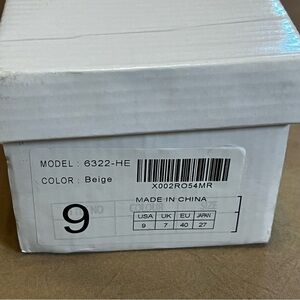 MODEL : 6322-HE
COLOR : Beige
X002RO54MR
MADE IN CHINA
9
USA UK EU JAPAN
9 7 40 27